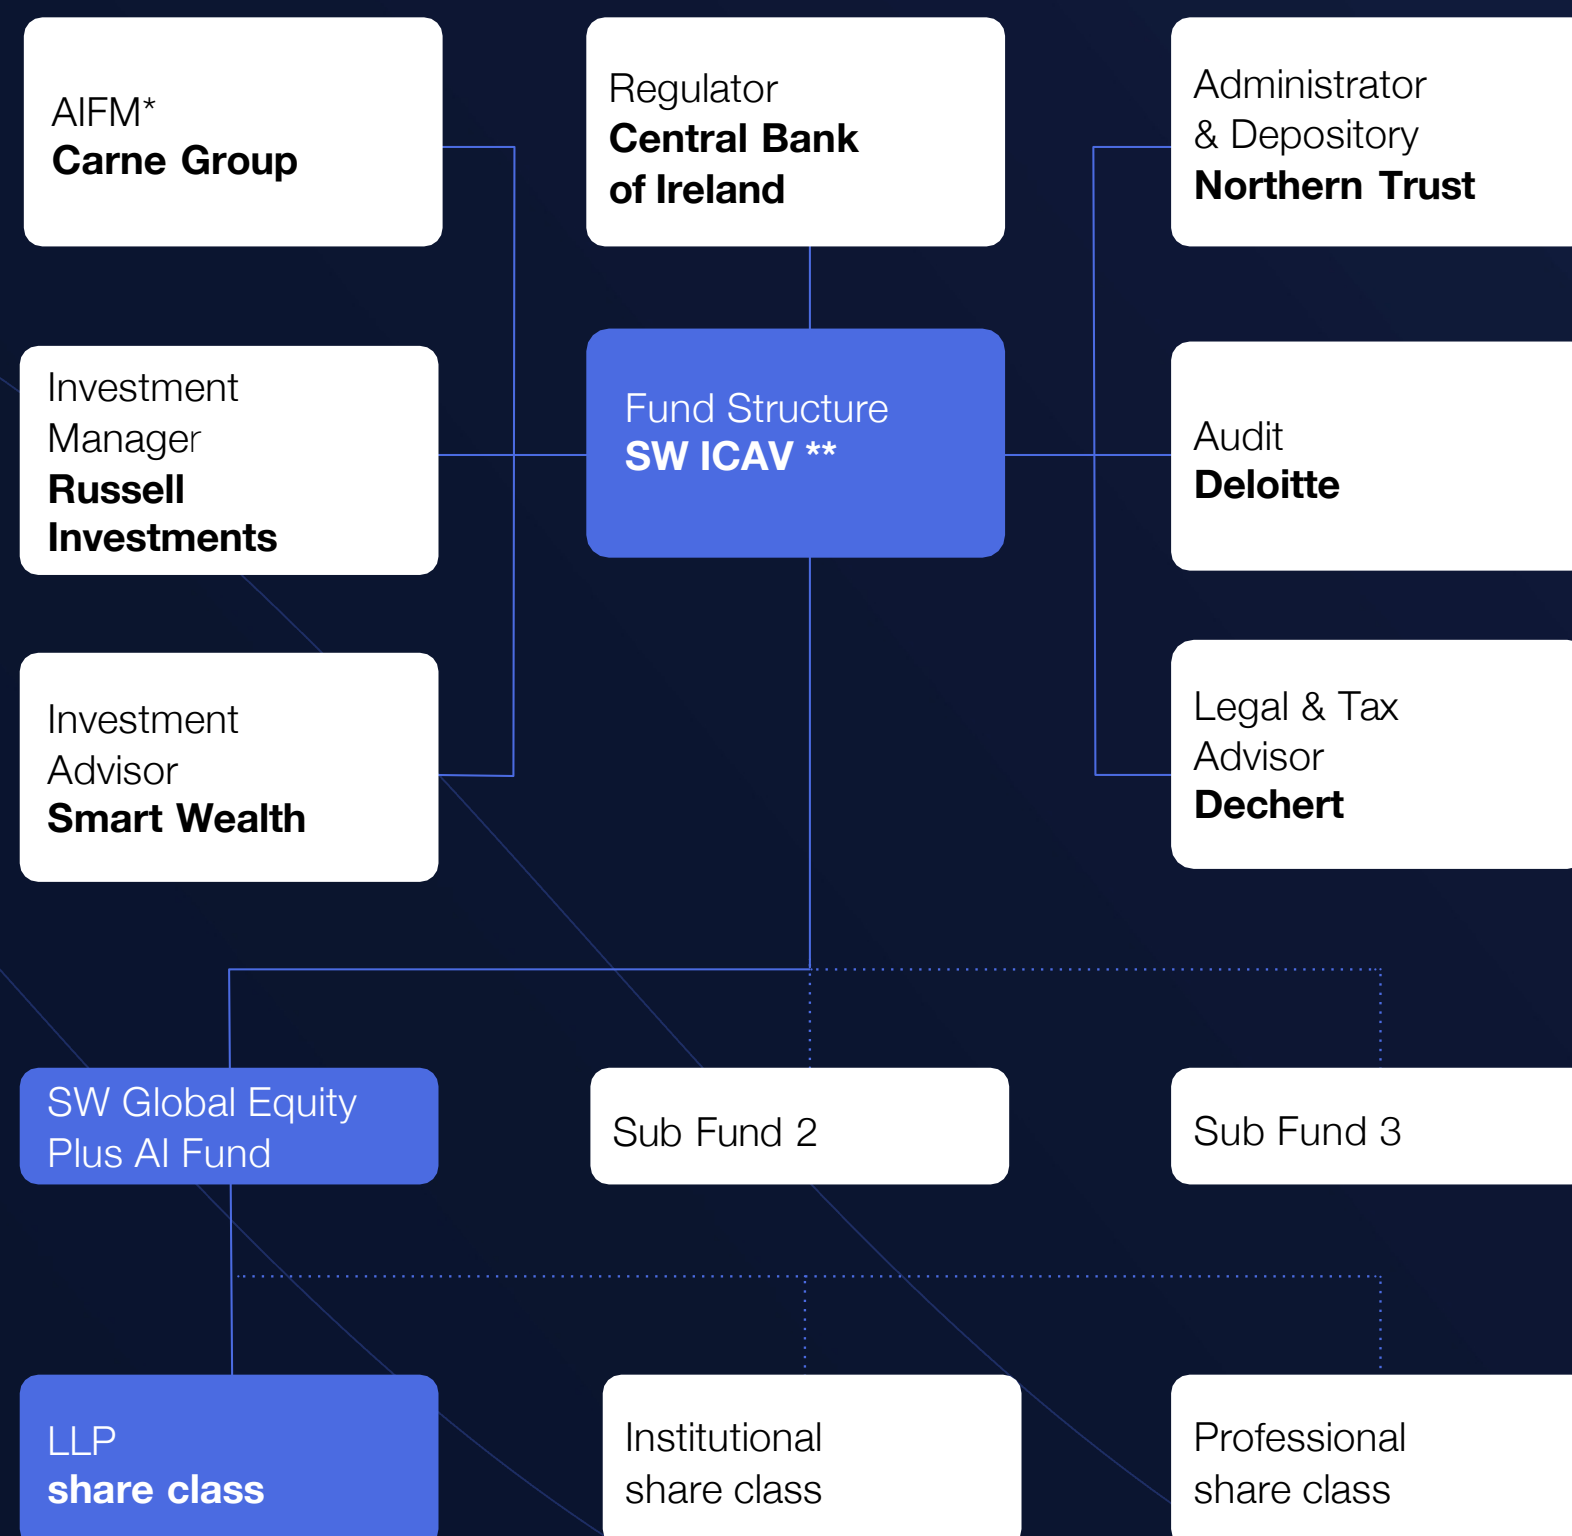 AIFM*
Carne Group
Regulator
Central Bank
of Ireland
Administrator
& Depository
Northern Trust
Investment
Manager
Russell
Investments
Fund Structure
SW ICAV **
Audit
Deloitte
Investment
Advisor
Smart Wealth
Legal & Tax
Advisor
Dechert
SW Global Equity
Plus AI Fund
Sub Fund 2
Sub Fund 3
LLP
share class
Institutional
share class
Professional
share class